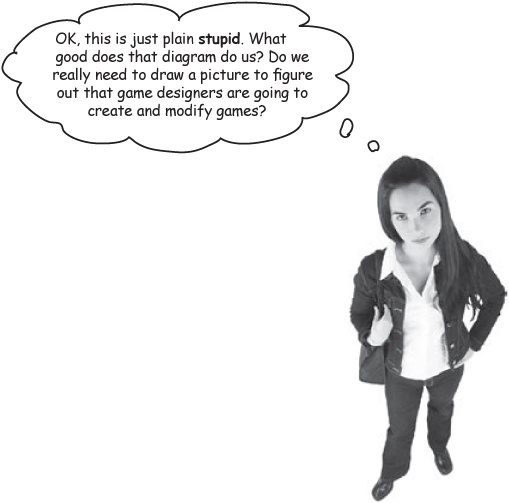 OK, this is just plain stupid. What
good does that diagram do us? Do we
really need to draw a picture to figure
out that game designers are going to
create and modify games?